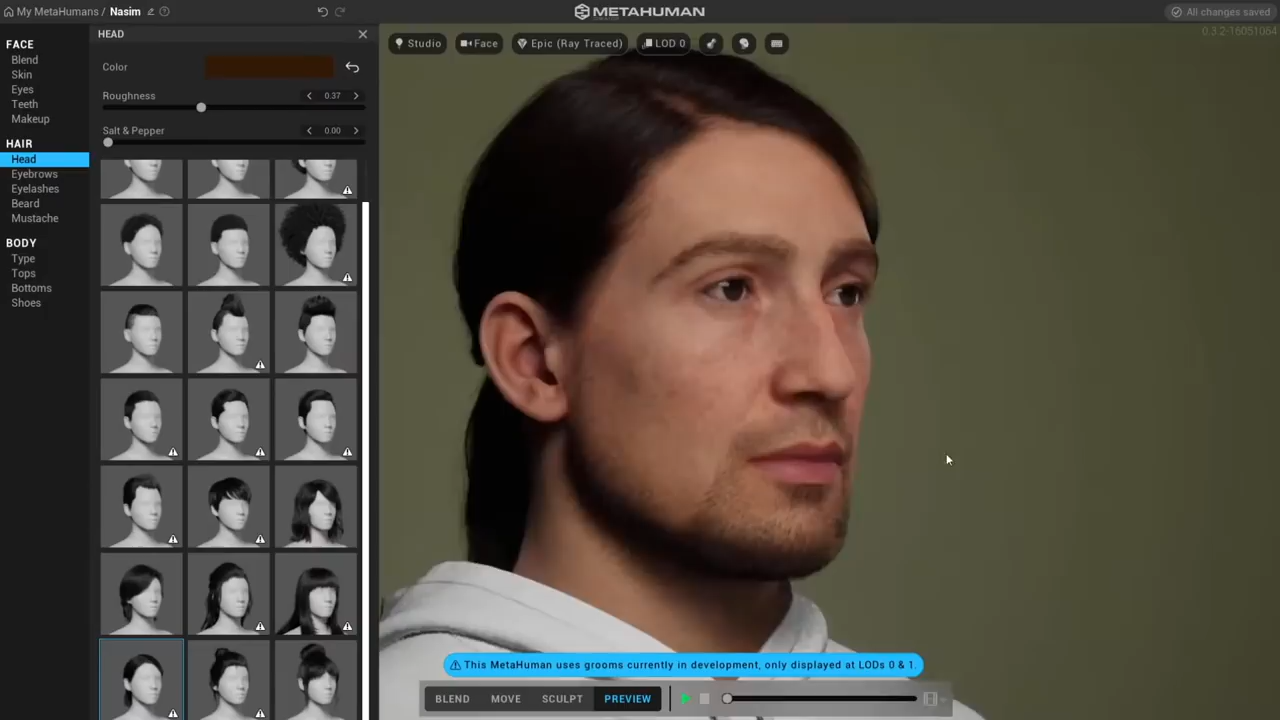 My MetaHumans / Nasim
METAHUMAN
All changes saved
0.3.2-16051064
FACE
Blend
Skin
Eyes
Teeth
Makeup
HAIR
Head
Eyebrows
Eyelashes
Beard
Mustache
BODY
Type
Tops
Bottoms
Shoes
HEAD
Color
Roughness
0.37
Salt & Pepper
0.00
Studio
Face
Epic (Ray Traced)
LOD 0
This MetaHuman uses grooms currently in development, only displayed at LODs 0 & 1.
BLEND
MOVE
SCULPT
PREVIEW